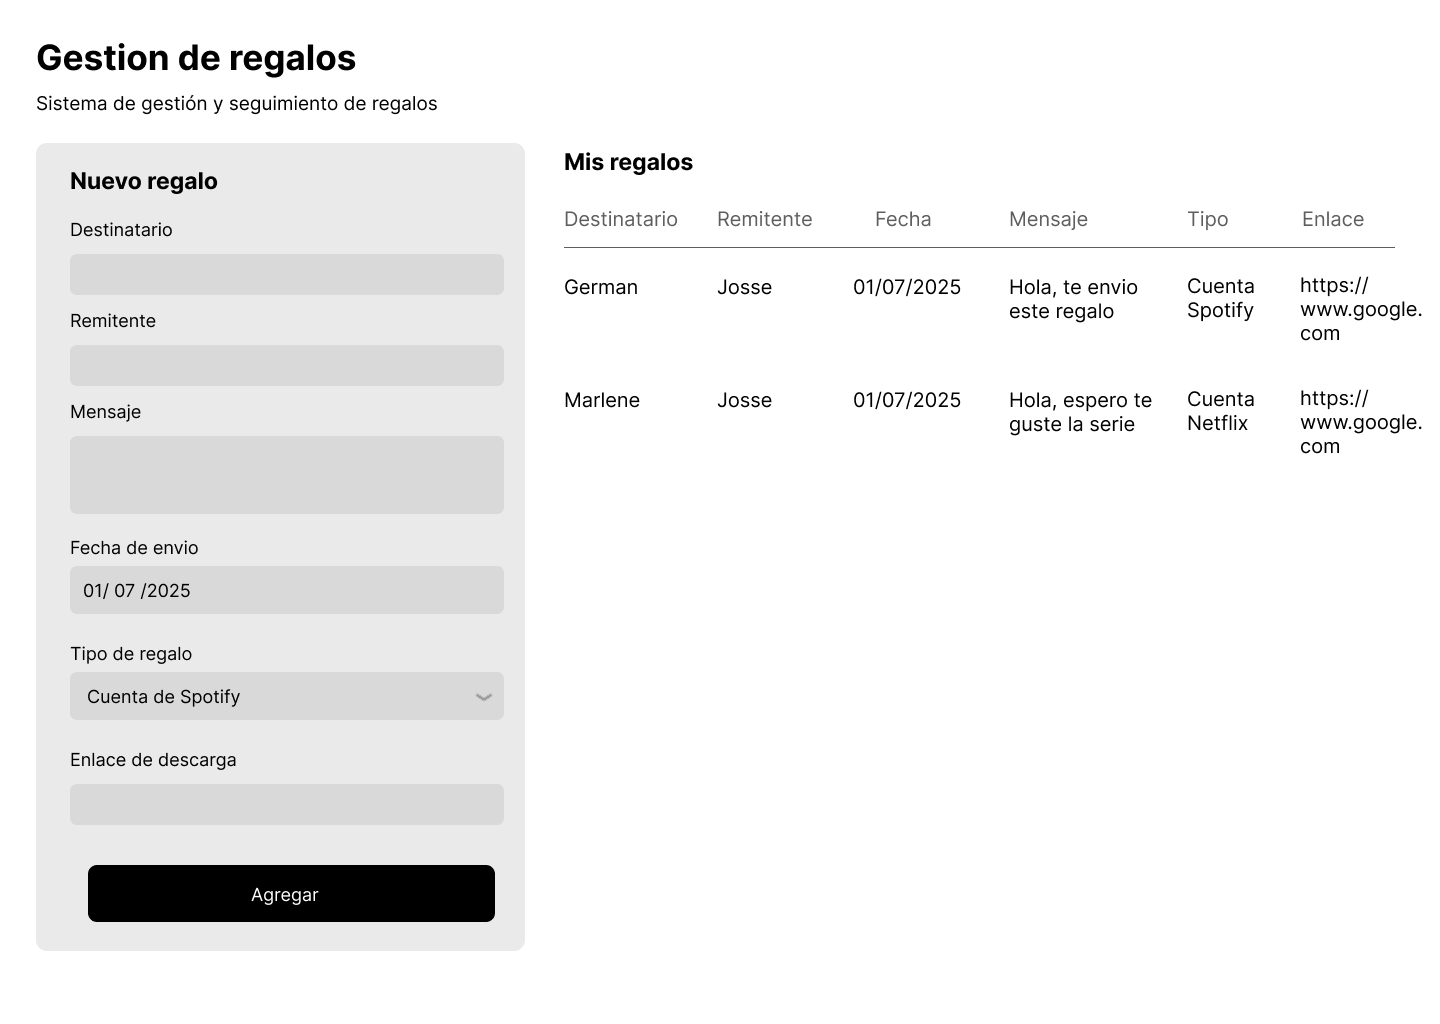 Gestion de regalos
Sistema de gestión y seguimiento de regalos
Nuevo regalo
Destinatario
Remitente
Mensaje
Fecha de envio
01/ 07 /2025
Tipo de regalo
Cuenta de Spotify
Enlace de descarga
Agregar
Mis regalos
Destinatario Remitente Fecha Mensaje Tipo Enlace
German Josse 01/07/2025 Hola, te envio Cuenta https://
este regalo Spotify www.google.
com
Marlene Josse 01/07/2025 Hola, espero te Cuenta https://
guste la serie Netflix www.google.
com